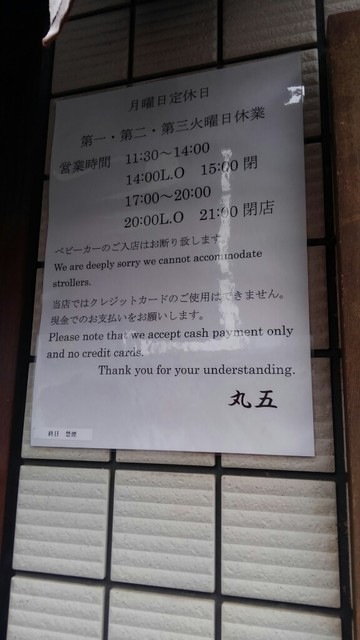 月曜日定休日
第一・第二・第三火曜日休業
営業時間 11:30～14:00
14:00L.O 15:00 閉
17:00～20:00
20:00L.O 21:00 閉店
ベビーカーのご入店はお断り致します。
We are deeply sorry we cannot accommodate
strollers.
当店ではクレジットカードのご使用はできません。
現金でのお支払いをお願いします。
Please note that we accept cash payment only
and no credit cards.
Thank you for your understanding.
丸五
終日 禁煙